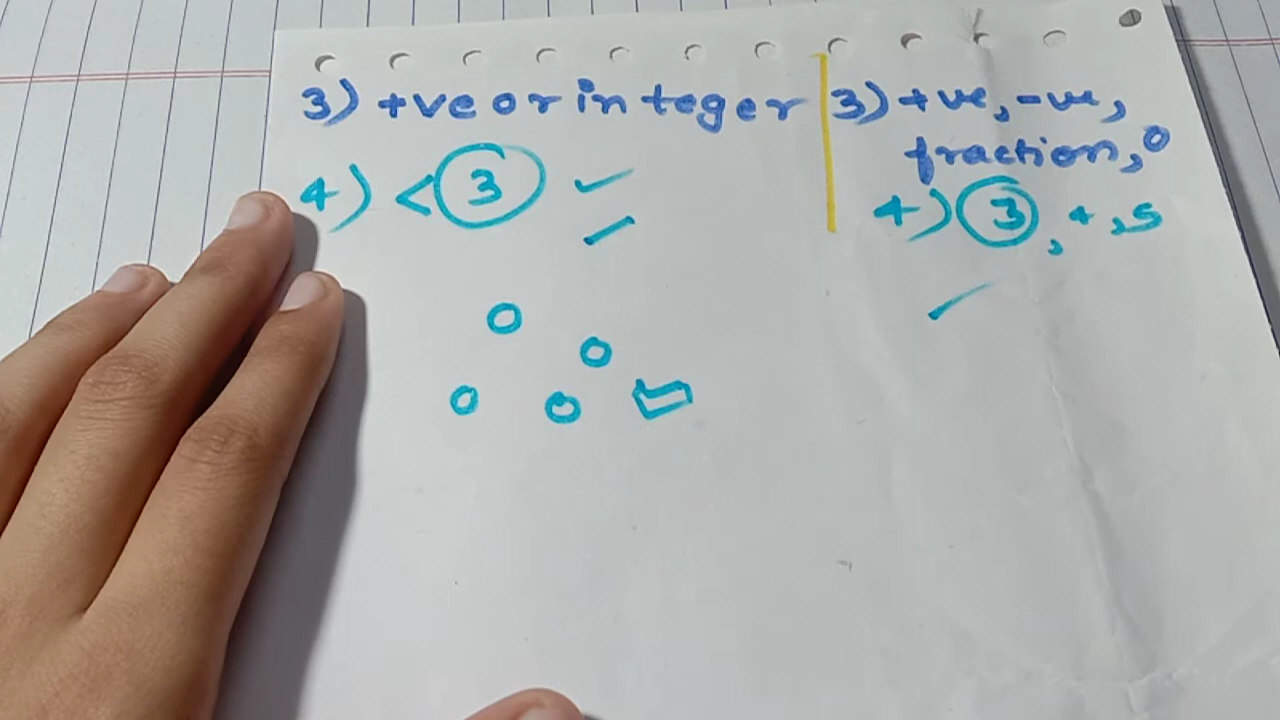 3) +ve or integer
4) <3
3) +ve, -ve,
fraction, 0
4) 3, 4, 5